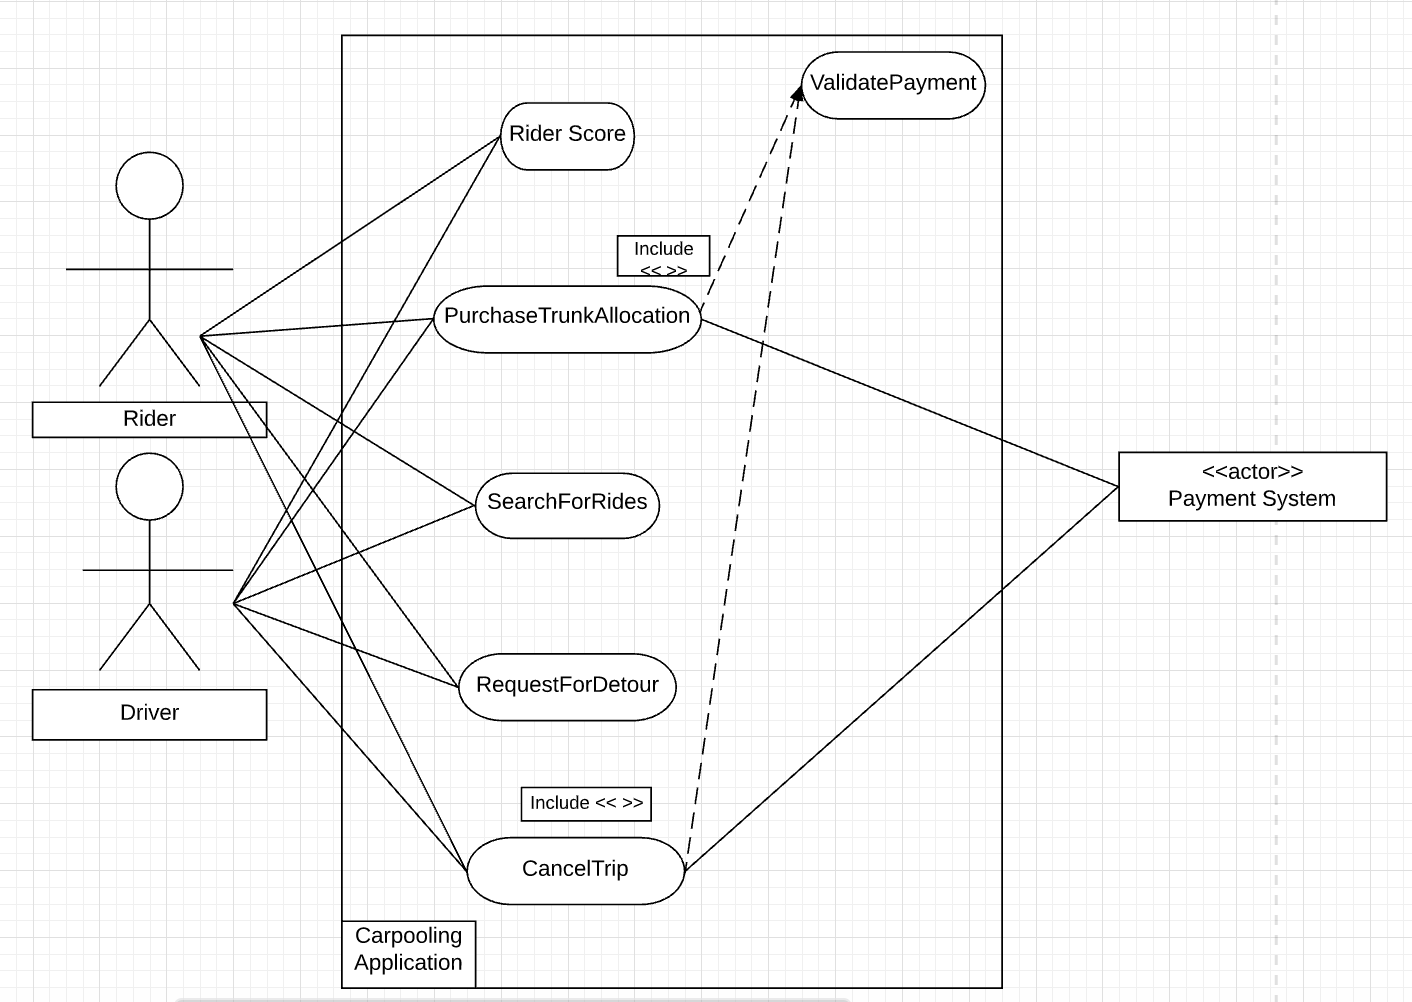 ValidatePayment
Rider Score
Include
<< >>
PurchaseTrunkAllocation
Rider
<<actor>>
Payment System
SearchForRides
RequestForDetour
Driver
Include << >>
CancelTrip
Carpooling
Application